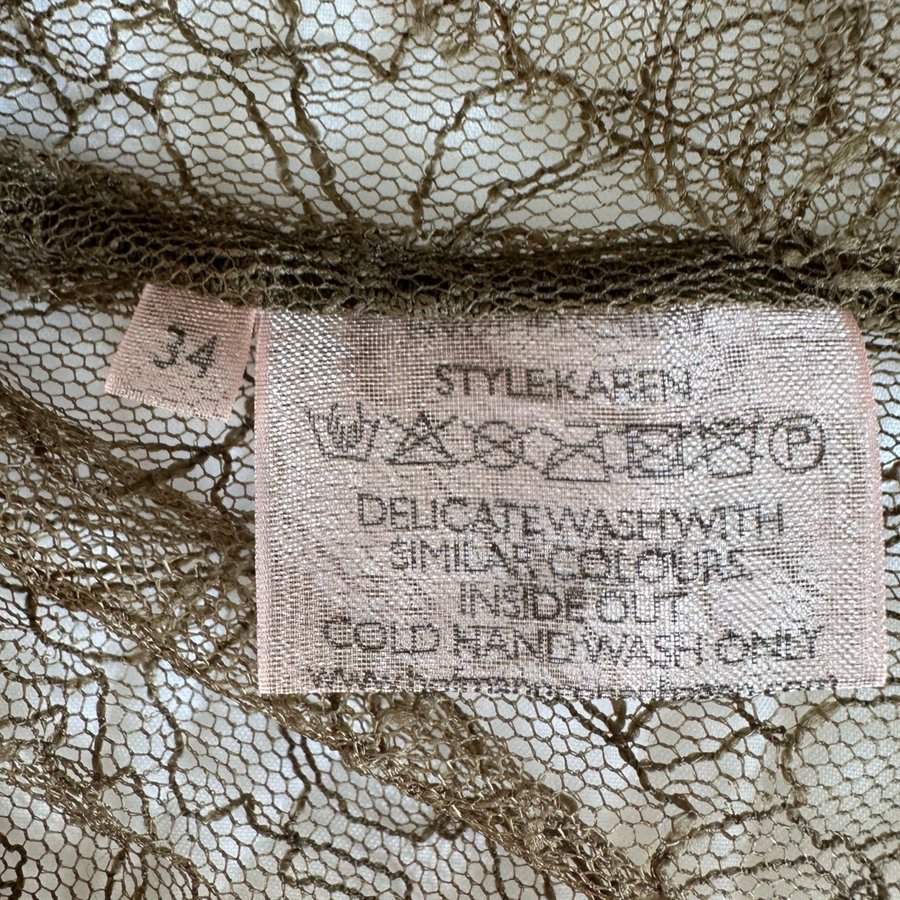 34
STYLE:KAREN
P
DELICATE WASH WITH
SIMILAR COLOURS
INSIDE OUT
COLD HAND WASH ONLY